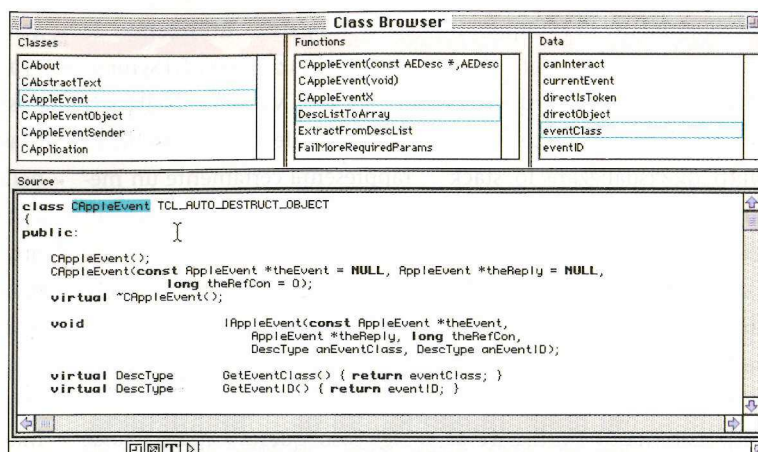 Class Browser
Classes
Functions
Data
CAbout
CAbstractText
CAppleEvent
CAppleEventObject
CAppleEventSender
CApplication
CAppleEvent(const AEDesc *,AEDesc
CAppleEvent(void)
CAppleEventX
DescListToArray
ExtractFromDescList
FailMoreRequiredParams
canInteract
currentEvent
directIsToken
directObject
eventClass
eventID
Source
class CAppleEvent TCL_AUTO_DESTRUCT_OBJECT
{
public:
CAppleEvent();
CAppleEvent(const AppleEvent *theEvent = NULL, AppleEvent *theReply = NULL,
long theRefCon = 0);
virtual ~CAppleEvent();
void IAppleEvent(const AppleEvent *theEvent,
AppleEvent *theReply, long theRefCon,
DescType anEventClass, DescType anEventID);
virtual DescType GetEventClass() { return eventClass; }
virtual DescType GetEventID() { return eventID; }
T